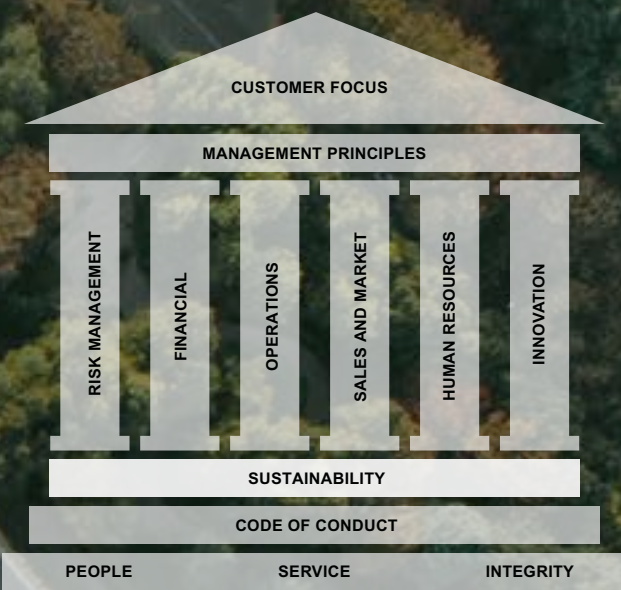 CUSTOMER FOCUS
MANAGEMENT PRINCIPLES
RISK MANAGEMENT
FINANCIAL
OPERATIONS
SALES AND MARKET
HUMAN RESOURCES
INNOVATION
SUSTAINABILITY
CODE OF CONDUCT
PEOPLE SERVICE INTEGRITY